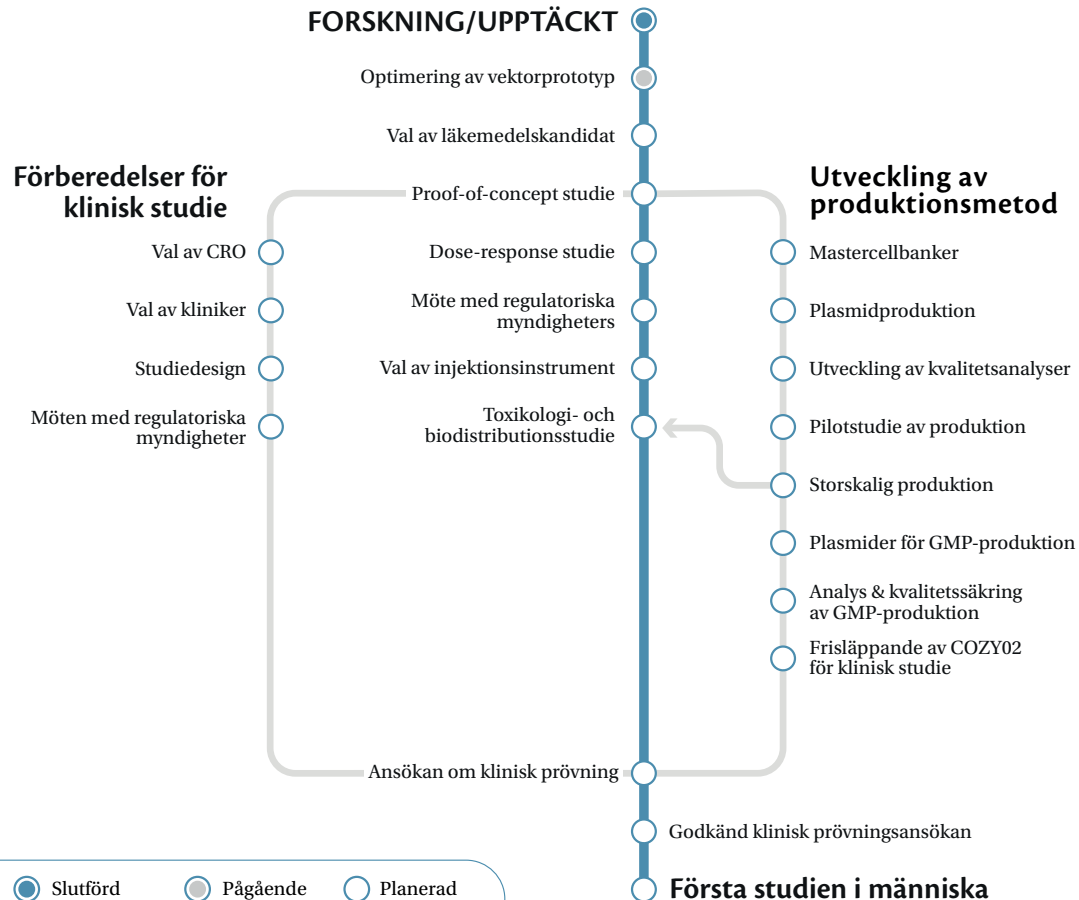 FORSKNING/UPPTÄCKT
Optimering av vektorprototyp
Val av läkemedelskandidat
Förberedelser för
klinisk studie
Proof-of-concept studie
Utveckling av
produktionsmetod
Val av CRO
Val av kliniker
Studiedesign
Möten med regulatoriska
myndigheter
Dose-response studie
Möte med regulatoriska
myndigheters
Val av injektionsinstrument
Toxikologi- och
biodistributionsstudie
Mastercellbanker
Plasmidproduktion
Utveckling av kvalitetsanalyser
Pilotstudie av produktion
Storskalig produktion
Plasmider för GMP-produktion
Analys & kvalitetssäkring
av GMP-produktion
Frisläppande av COZY02
för klinisk studie
Ansökan om klinisk prövning
Godkänd klinisk prövningsansökan
Första studien i människa
Slutförd
Pågående
Planerad